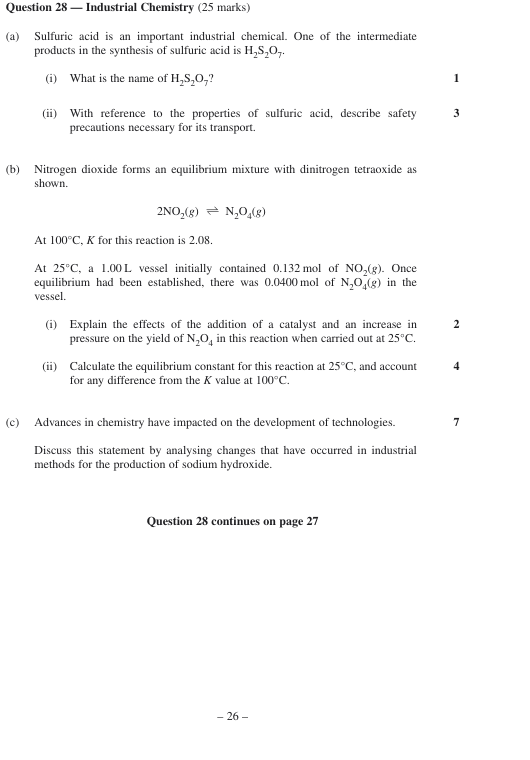 Question 28 — Industrial Chemistry (25 marks)
(a) Sulfuric acid is an important industrial chemical. One of the intermediate
products in the synthesis of sulfuric acid is H₂S₂O₇.
(i) What is the name of H₂S₂O₇? 1
(ii) With reference to the properties of sulfuric acid, describe safety 3
precautions necessary for its transport.
(b) Nitrogen dioxide forms an equilibrium mixture with dinitrogen tetraoxide as
shown.
2NO₂(g) ⇌ N₂O₄(g)
At 100°C, K for this reaction is 2.08.
At 25°C, a 1.00 L vessel initially contained 0.132 mol of NO₂(g). Once
equilibrium had been established, there was 0.0400 mol of N₂O₄(g) in the
vessel.
(i) Explain the effects of the addition of a catalyst and an increase in 2
pressure on the yield of N₂O₄ in this reaction when carried out at 25°C.
(ii) Calculate the equilibrium constant for this reaction at 25°C, and account 4
for any difference from the K value at 100°C.
(c) Advances in chemistry have impacted on the development of technologies. 7
Discuss this statement by analysing changes that have occurred in industrial
methods for the production of sodium hydroxide.
Question 28 continues on page 27
– 26 –